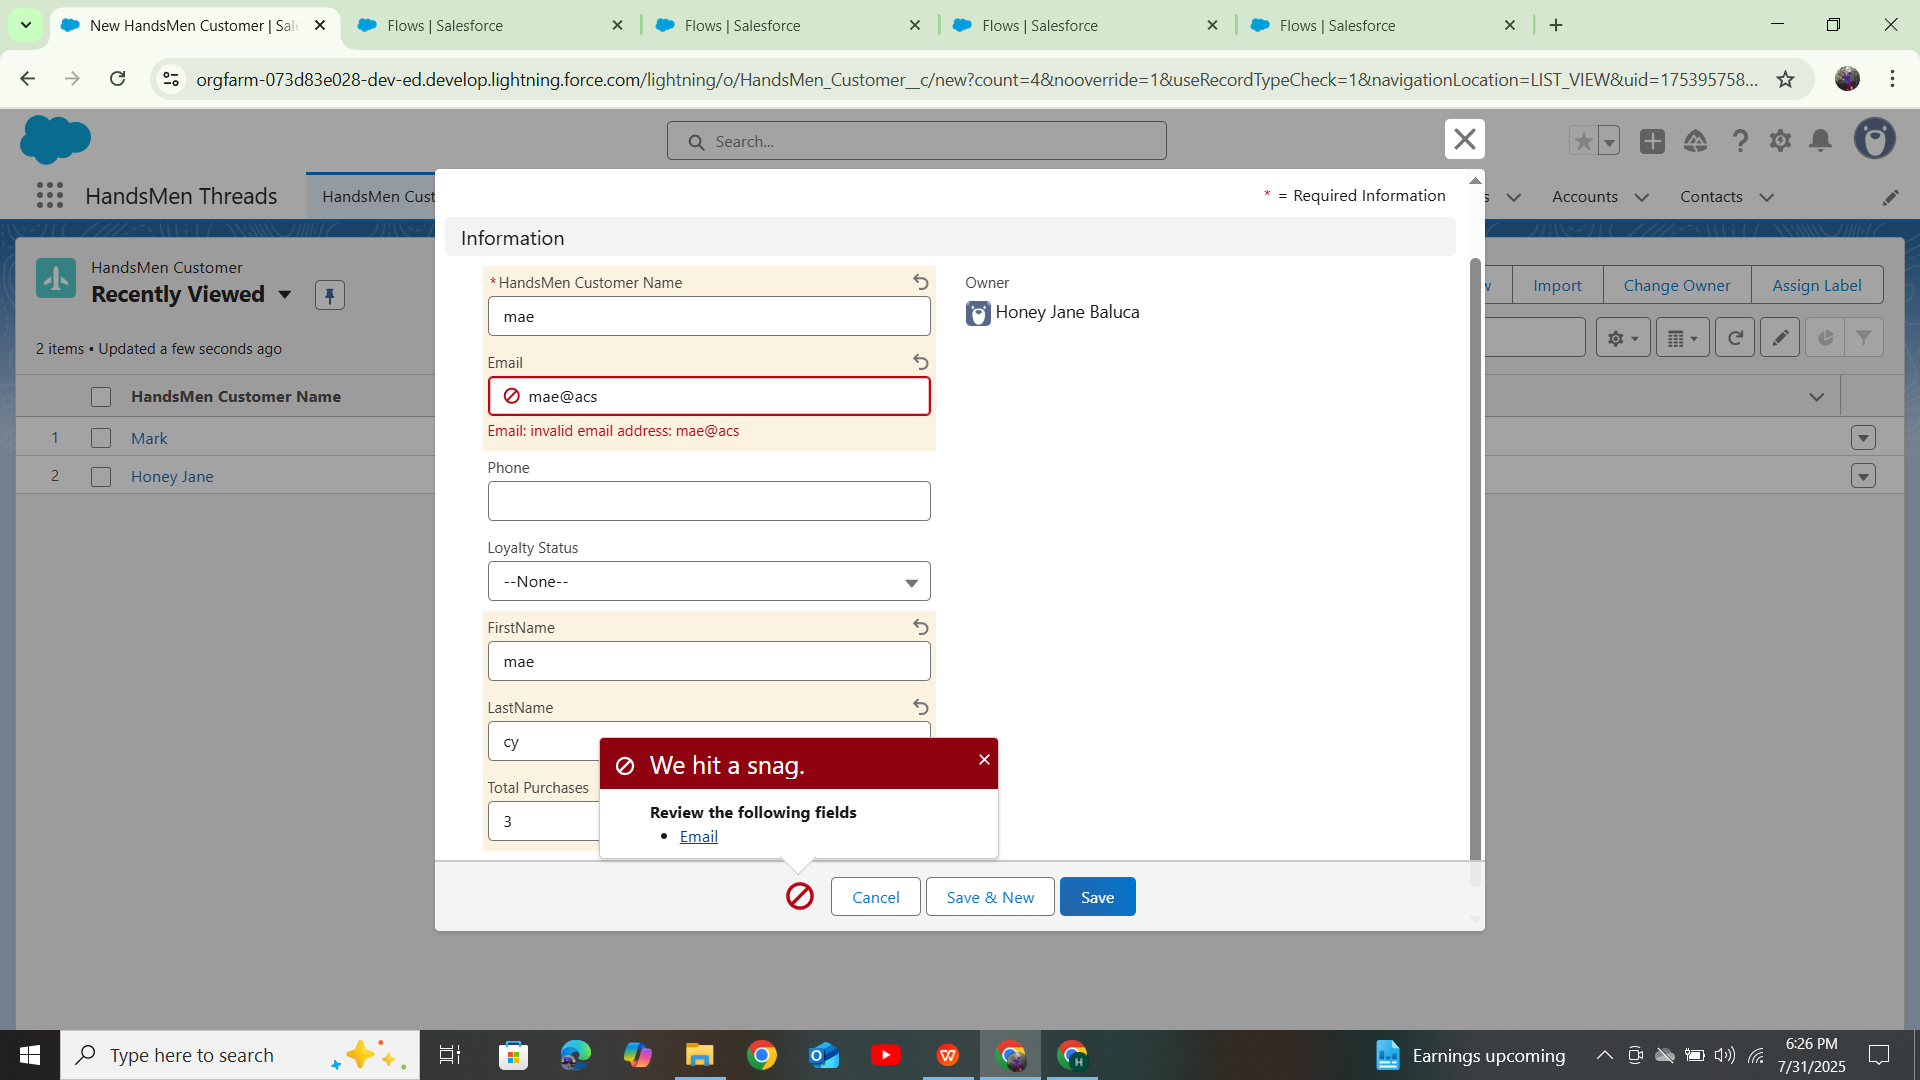 New HandsMen Customer | Sal
Flows | Salesforce
Flows | Salesforce
Flows | Salesforce
Flows | Salesforce
orgfarm-073d83e028-dev-ed.develop.lightning.force.com/lightning/o/HandsMen_Customer__c/new?count=4&nooverride=1&useRecordTypeCheck=1&navigationLocation=LIST_VIEW&uid=175395758...
Search...
HandsMen Threads
HandsMen Cust
s
Accounts
Contacts
* = Required Information
Information
HandsMen Customer
Recently Viewed
2 items • Updated a few seconds ago
Import
Change Owner
Assign Label
HandsMen Customer Name
1 Mark
2 Honey Jane
*HandsMen Customer Name
mae
Owner
Honey Jane Baluca
Email
mae@acs
Email: invalid email address: mae@acs
Phone
Loyalty Status
--None--
FirstName
mae
LastName
cy
Total Purchases
3
We hit a snag.
Review the following fields
• Email
Cancel
Save & New
Save
Type here to search
Earnings upcoming
6:26 PM
7/31/2025